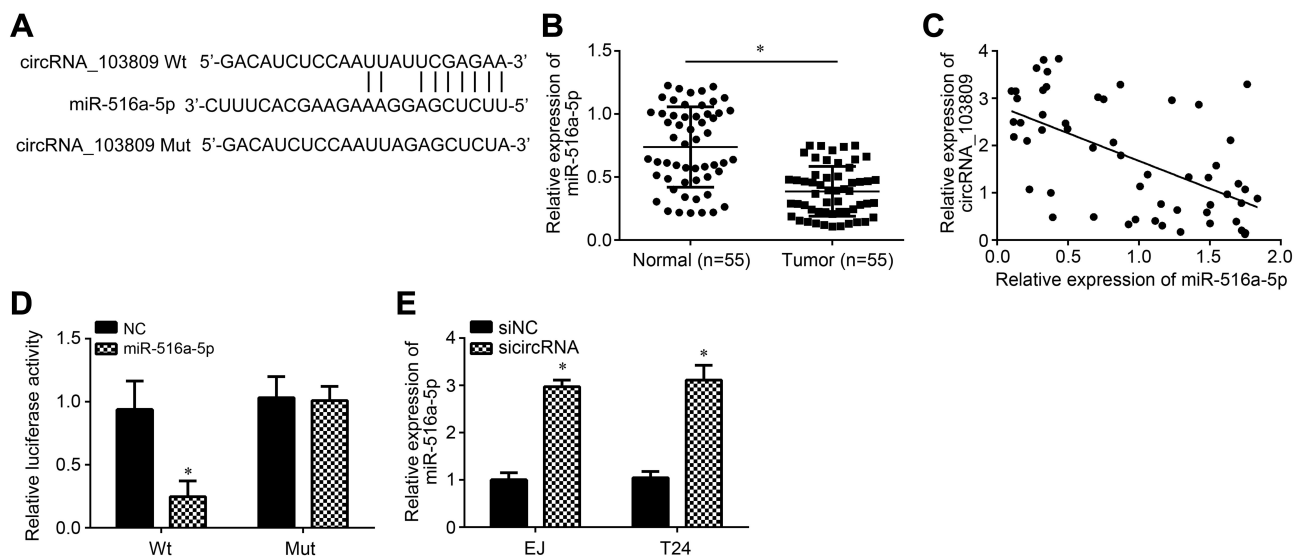 A
circRNA_103809 Wt 5’-GACAUCUCCAAUUAUUCGAGAA-3’
miR-516a-5p 3’-CUUUCACGAAGAAAGGAGCUCUU-5’
circRNA_103809 Mut 5’-GACAUCUCCAAUUAGAGCUCUA-3’
B
Relative expression of
miR-516a-5p
1.5
1.0
0.5
0.0
*
Normal (n=55)
Tumor (n=55)
C
Relative expression of
circRNA_103809
4
3
2
1
0
0.0
0.5
1.0
1.5
2.0
Relative expression of miR-516a-5p
D
NC
miR-516a-5p
Relative luciferase activity
1.5
1.0
0.5
0.0
*
Wt
Mut
E
siNC
sicircRNA
Relative expression of
miR-516a-5p
4
3
2
1
0
*
*
EJ
T24